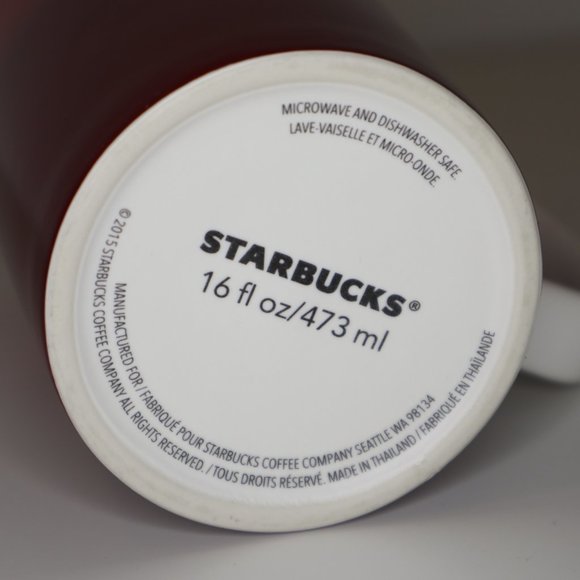 MICROWAVE AND DISHWASHER SAFE.
LAVE-VAISELLE ET MICRO-ONDE.
STARBUCKS®
16 fl oz/473 ml
MANUFACTURED FOR / FABRIQUÉ POUR STARBUCKS COFFEE COMPANY SEATTLE WA 98134
©2015 STARBUCKS COFFEE COMPANY ALL RIGHTS RESERVED. / TOUS DROITS RÉSERVÉ. MADE IN THAILAND / FABRIQUÉ EN THAÏLANDE